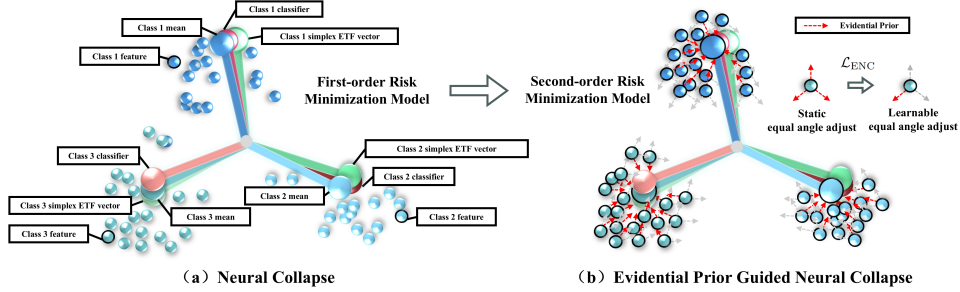 Class 1 classifier
Class 1 mean
Class 1 simplex ETF vector
Class 1 feature
First-order Risk
Minimization Model
Second-order Risk
Minimization Model
Evidential Prior
ℒENC
Static
equal angle adjust
Learnable
equal angle adjust
Class 3 classifier
Class 2 simplex ETF vector
Class 2 classifier
Class 2 mean
Class 3 simplex ETF vector
Class 3 mean
Class 2 feature
Class 3 feature
（a）Neural Collapse
（b）Evidential Prior Guided Neural Collapse